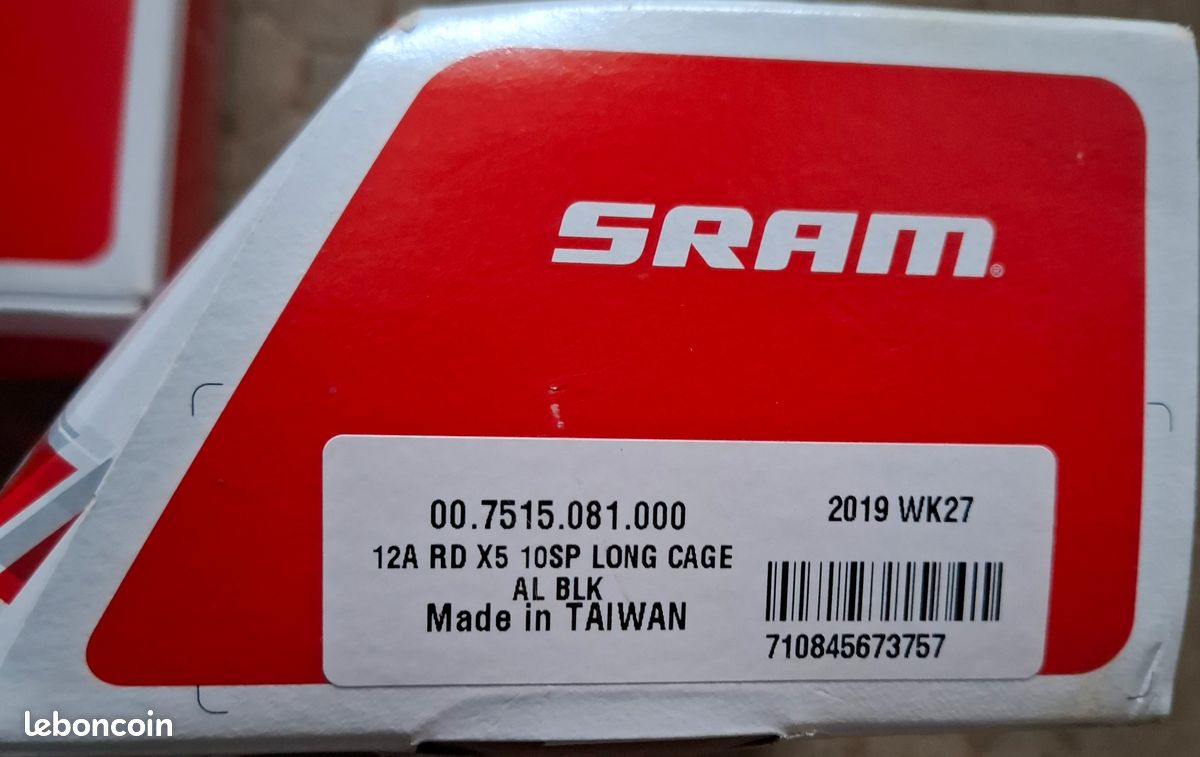 SRAM®
00.7515.081.000
2019 WK27
12A RD X5 10SP LONG CAGE
AL BLK
Made in TAIWAN
710845673757
leboncoin